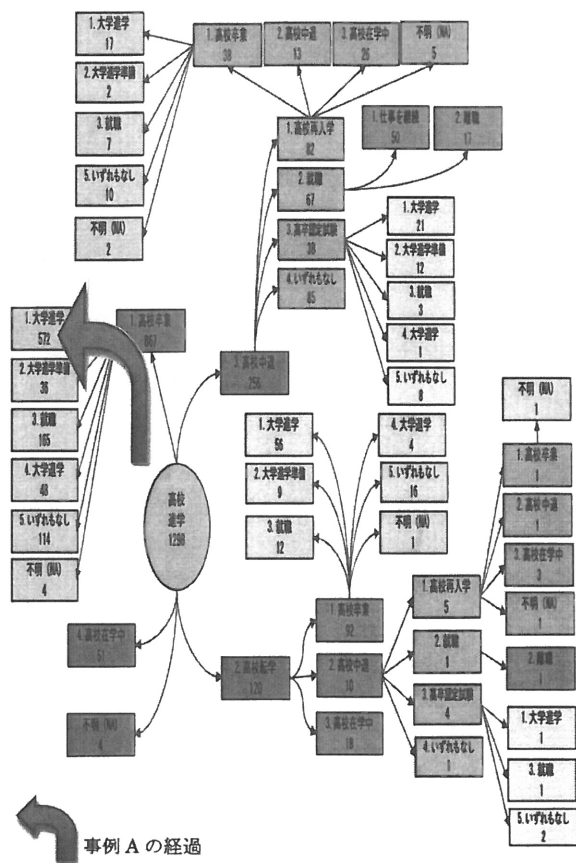 1.大学進学
17
2.大学進学準備
2
3.就職
7
5.いずれもなし
10
不明 (NA)
2
1.高校卒業
38
2.高校中退
13
3.高校在学中
26
不明 (NA)
5
1.高校再入学
82
2.就職
67
3.高卒認定試験
38
4.いずれもなし
85
1.仕事を継続
50
2.離職
17
1.大学進学
21
2.大学進学準備
12
3.就職
3
4.大学進学
1
5.いずれもなし
8
1.大学進学
572
2.大学進学準備
36
3.就職
165
4.大学進学
48
5.いずれもなし
114
不明 (NA)
4
1.高校卒業
867
3.高校中退
256
高校
進学
1298
4.高校在学中
51
不明 (NA)
4
2.高校転学
120
1.大学進学
56
2.大学進学準備
9
3.就職
12
4.大学進学
4
5.いずれもなし
16
不明 (NA)
1
1.高校卒業
92
2.高校中退
10
3.高校在学中
18
1.高校再入学
5
2.就職
1
3.高卒認定試験
4
4.いずれもなし
1
不明 (NA)
1
1.高校卒業
1
2.高校中退
1
3.高校在学中
3
不明 (NA)
1
2.離職
1
1.大学進学
1
3.就職
1
5.いずれもなし
2
事例 A の経過